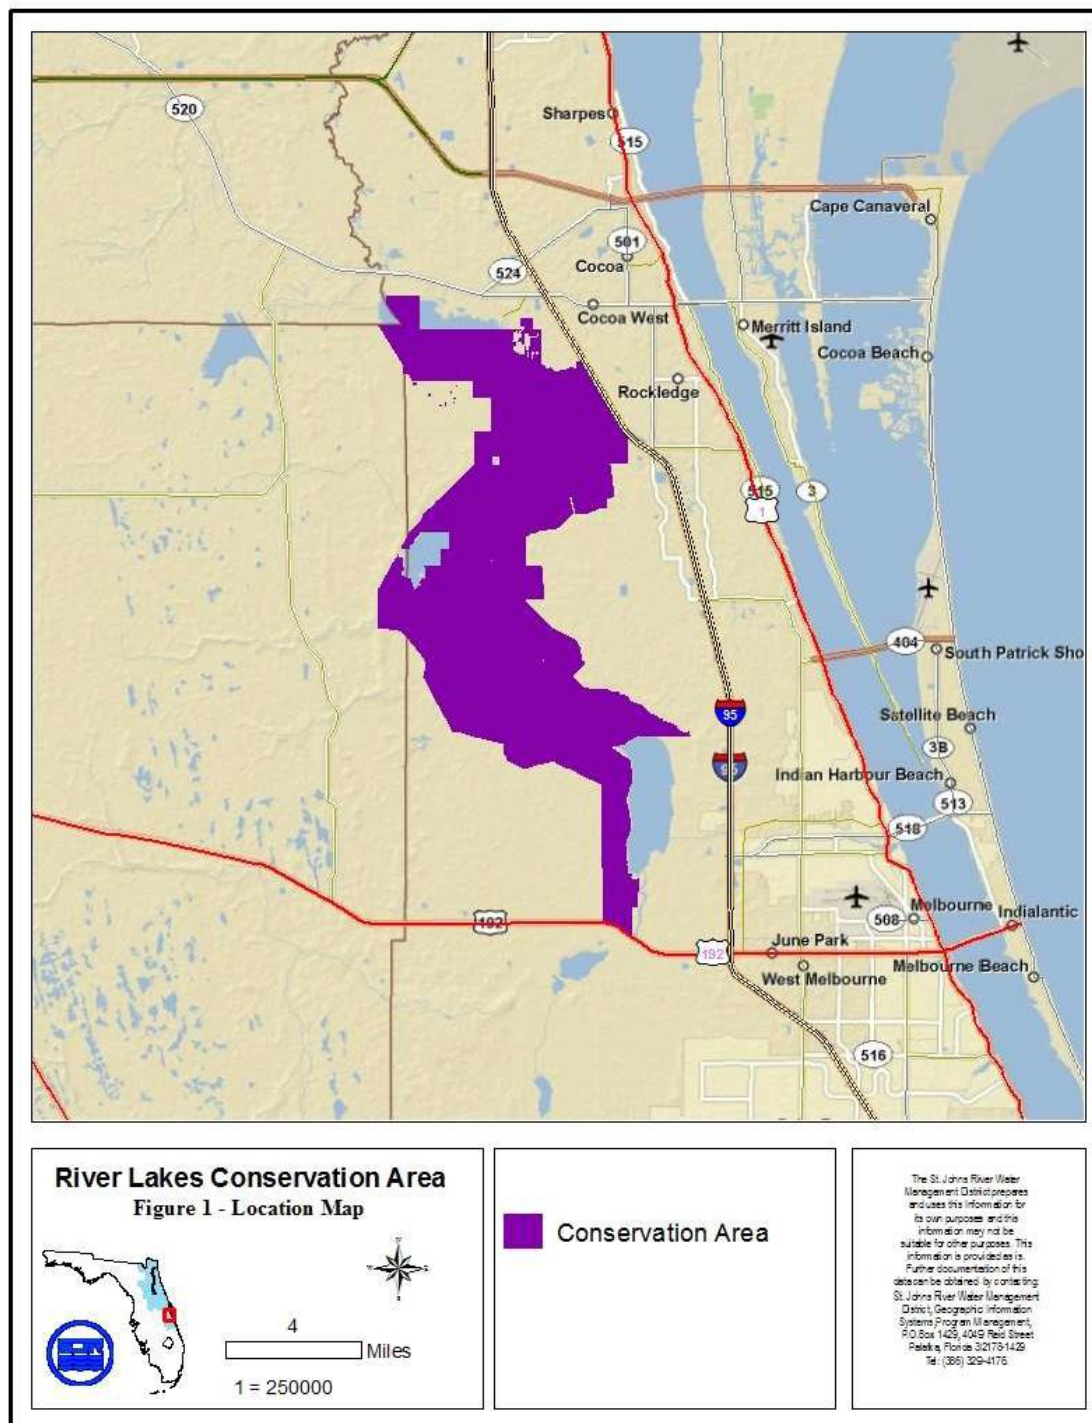 520
Sharpes
515
Cape Canaveral
501
524
Cocoa
Cocoa West
Merritt Island
Cocoa Beach
Rockledge
515
3
1
404
South Patrick Sho
95
Satellite Beach
3B
95
Indian Harbour Beach
513
518
508
Melbourne
Indialantic
192
June Park
192
West Melbourne
Melbourne Beach
516
River Lakes Conservation Area
Figure 1 - Location Map
4
Miles
1 = 250000
Conservation Area
The St. Johns River Water
Management District prepares
and uses this information for
its own purposes and this
information may not be
suitable for other purposes. This
information is provided as is.
Further documentation of this
data can be obtained by contacting:
St. Johns River Water Management
District, Geographic Information
Systems, Program Management,
P.O.Box 1429, 4049 Reid Street
Palatka, Florida 32178-1429
Tel: (386) 329-4176.